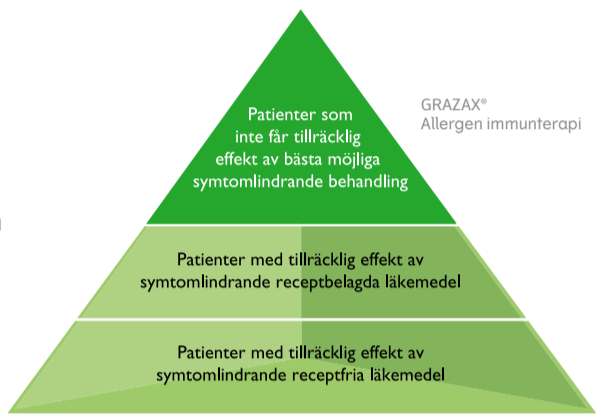 Patienter som
inte får tillräcklig
effekt av bästa möjliga
symtomlindrande behandling
GRAZAX®
Allergen immunterapi
Patienter med tillräcklig effekt av
symtomlindrande receptbelagda läkemedel
Patienter med tillräcklig effekt av
symtomlindrande receptfria läkemedel